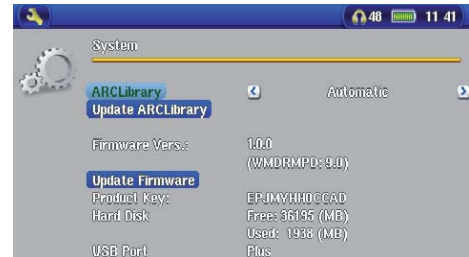 48 11 41
System
ARCLibrary Automatic
Update ARCLibrary
Firmware Vers.: 1.0.0
(WMDRMPD: 9.0)
Update Firmware
Product Key: EPJMYHH0CCAD
Hard Disk Free: 36195 (MB)
Used: 1938 (MB)
USB Port Plus